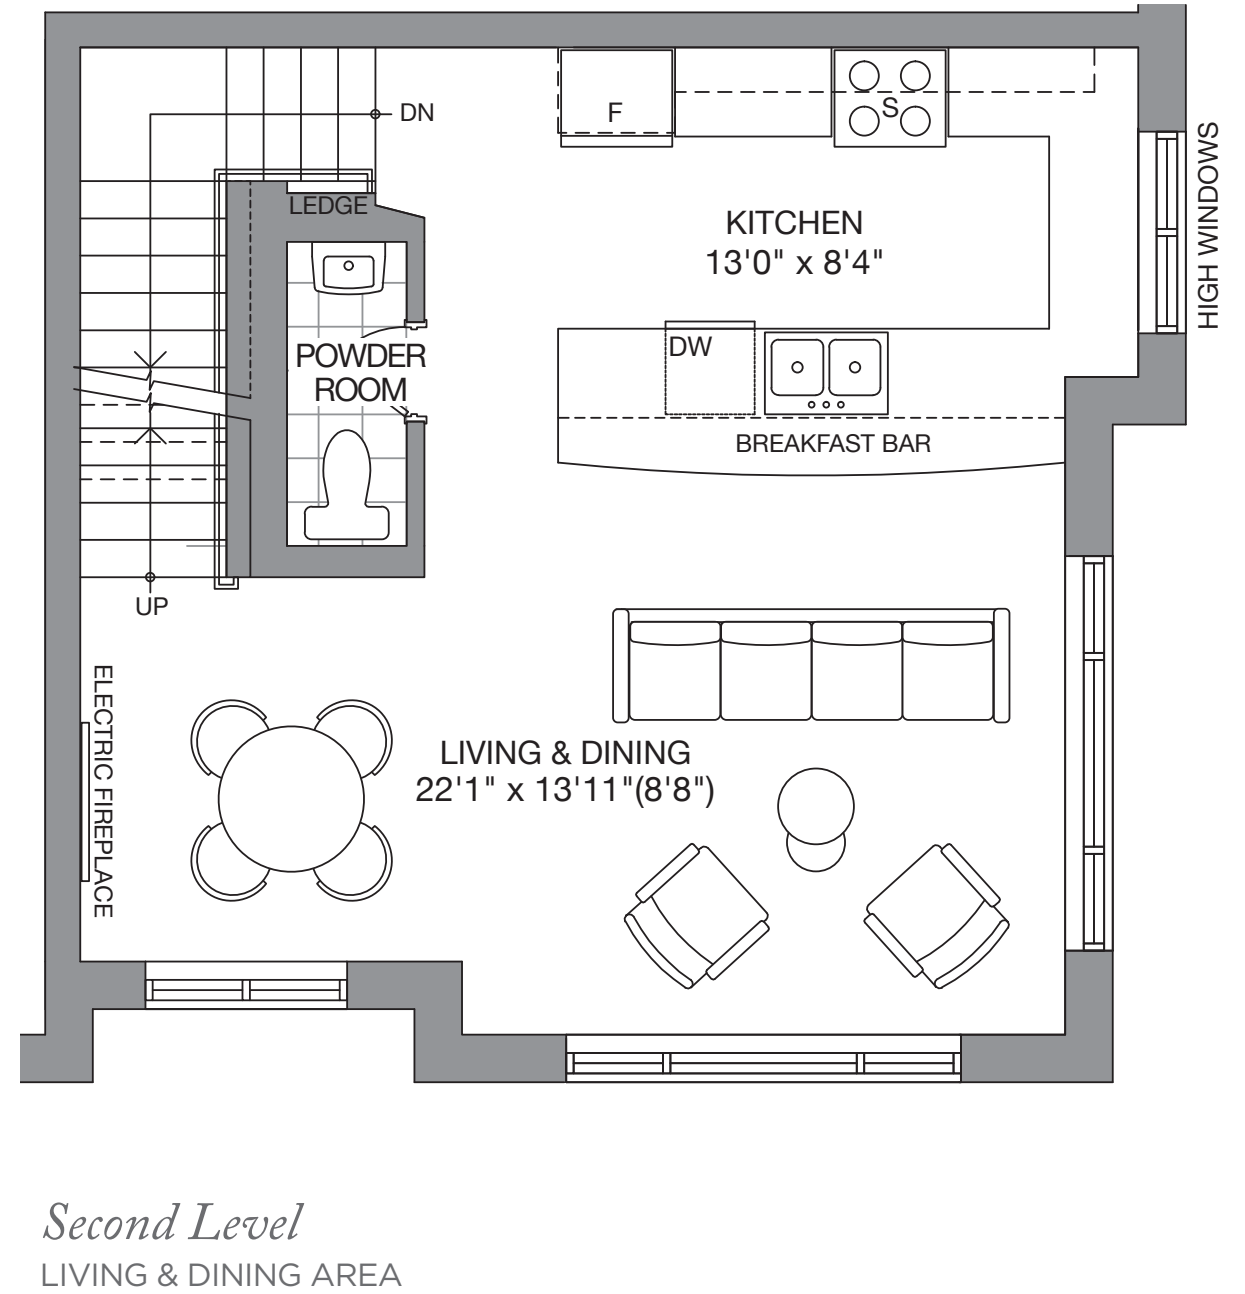 DN
F
S
HIGH WINDOWS
LEDGE
KITCHEN
13'0" x 8'4"
POWDER
ROOM
DW
BREAKFAST BAR
UP
ELECTRIC FIREPLACE
LIVING & DINING
22'1" x 13'11"(8'8")
Second Level
LIVING & DINING AREA